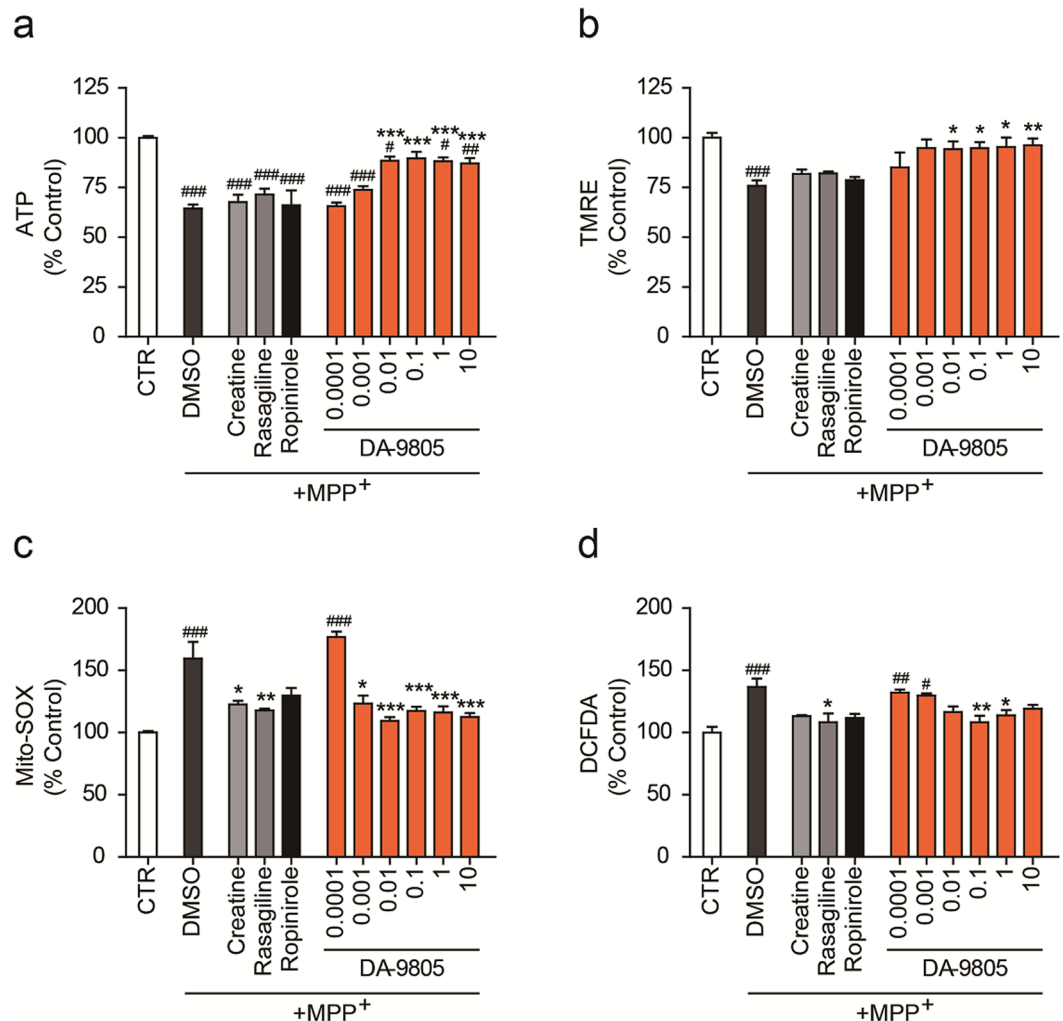 a
ATP
(% Control)
125
100
75
50
25
0
###
###
###
###
###
###
***
#
***
***
#
***
##
CTR
DMSO
Creatine
Rasagiline
Ropinirole
0.0001
0.001
0.01
0.1
1
10
DA-9805
+MPP+
b
TMRE
(% Control)
125
100
75
50
25
0
###
*
*
*
**
CTR
DMSO
Creatine
Rasagiline
Ropinirole
0.0001
0.001
0.01
0.1
1
10
DA-9805
+MPP+
c
Mito-SOX
(% Control)
200
150
100
50
0
###
*
**
###
*
***
***
***
***
CTR
DMSO
Creatine
Rasagiline
Ropinirole
0.0001
0.001
0.01
0.1
1
10
DA-9805
+MPP+
d
DCFDA
(% Control)
200
150
100
50
0
###
*
##
#
**
*
CTR
DMSO
Creatine
Rasagiline
Ropinirole
0.0001
0.001
0.01
0.1
1
10
DA-9805
+MPP+